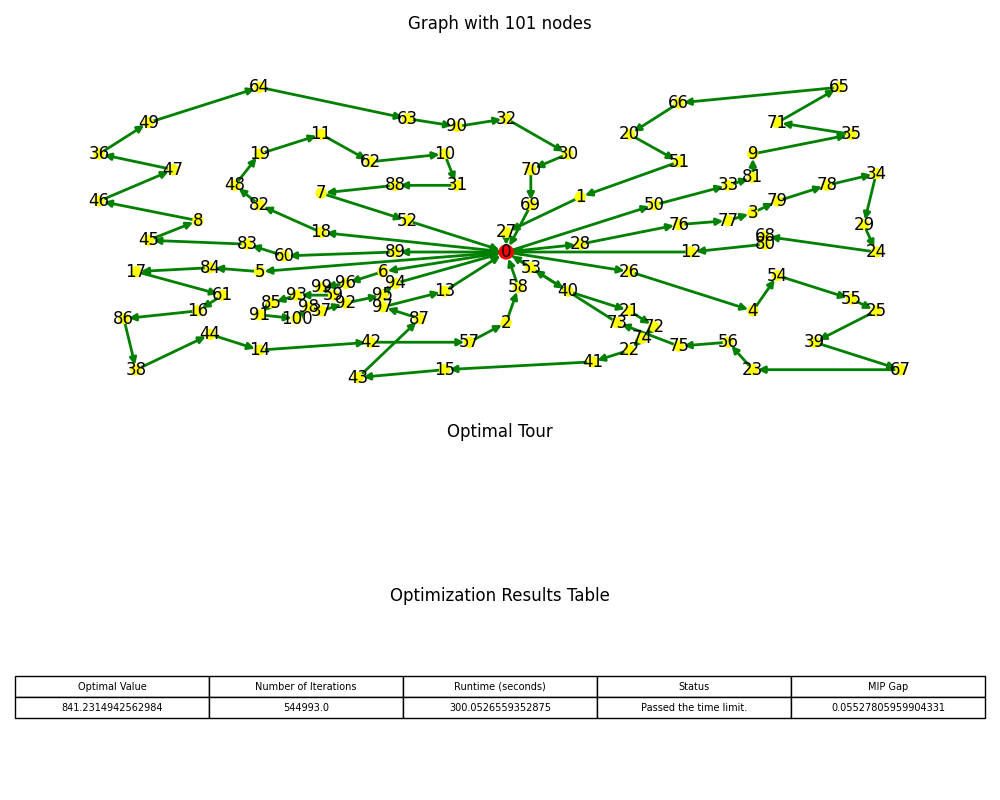 Graph with 101 nodes
64 65
66
49 63 90 32 71
11 20 35
36 19 62 10 30 51 9
47 70 34
48 7 88 31 33 81 78
46 82 1 50 79
8 52 69 3
18 27 28 76 77 29
45 83 68
60 89 0 12 80 24
17 84 5 6 53 26 54
99 96 94 58 40
61 85 93 59 95 13 55
16 91 98 92 97 21 4 25
86 100 37 87 2 73 72
44 42 57 74 56 39
14 22 75
38 43 15 41 23 67
Optimal Tour
Optimization Results Table
Optimal Value Number of Iterations Runtime (seconds) Status MIP Gap
841.2314942562984 544993.0 300.0526559352875 Passed the time limit. 0.05527805959904331